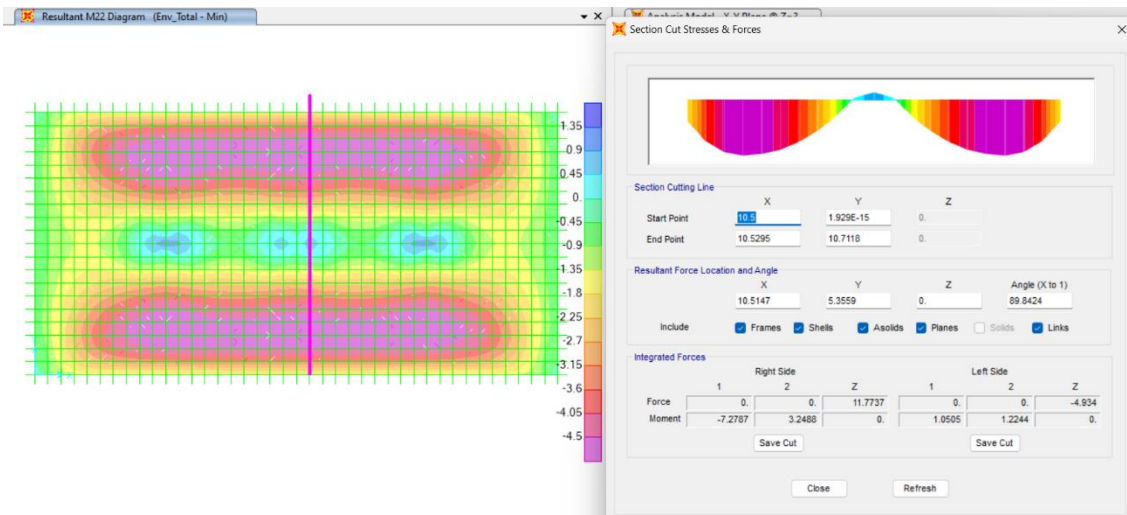 Resultant M22 Diagram (Env_Total - Min)
1.35
0.9
0.45
0.
-0.45
-0.9
-1.35
-1.8
-2.25
-2.7
-3.15
-3.6
-4.05
-4.5
Section Cut Stresses & Forces
Section Cutting Line
X Y Z
Start Point 10.5 1.929E-15 0.
End Point 10.5295 10.7118 0.
Resultant Force Location and Angle
X Y Z Angle (X to 1)
10.5147 5.3559 0. 89.8424
Include Frames Shells Asolids Planes Solids Links
Integrated Forces
Right Side Left Side
1 2 Z 1 2 Z
Force 0. 0. 11.7737 0. 0. -4.934
Moment -7.2787 3.2488 0. 1.0505 1.2244 0.
Save Cut Save Cut
Close Refresh